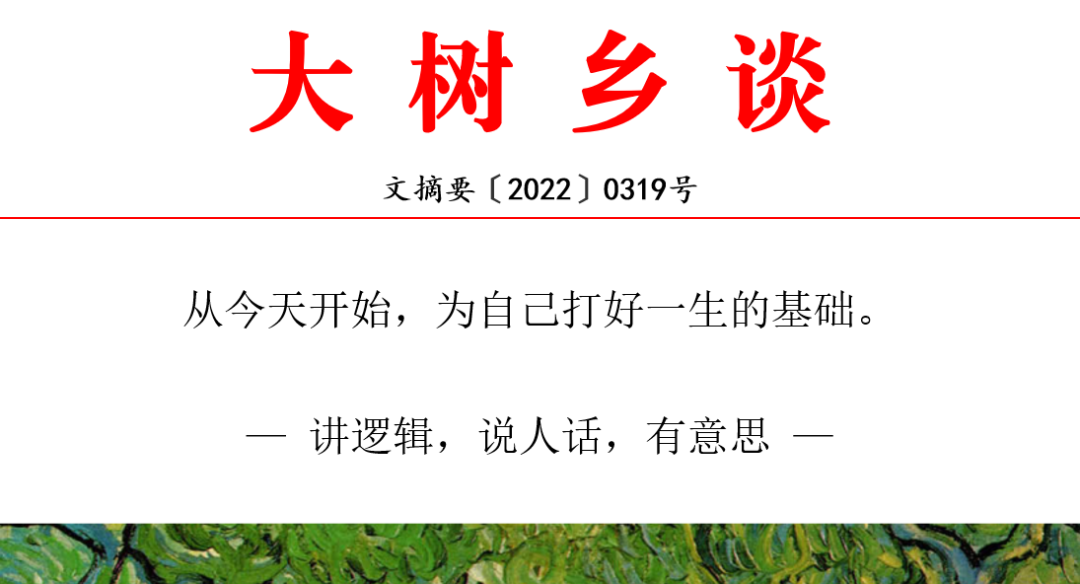 大树乡谈
文摘要〔2022〕0319号
从今天开始，为自己打好一生的基础。
— 讲逻辑，说人话，有意思 —